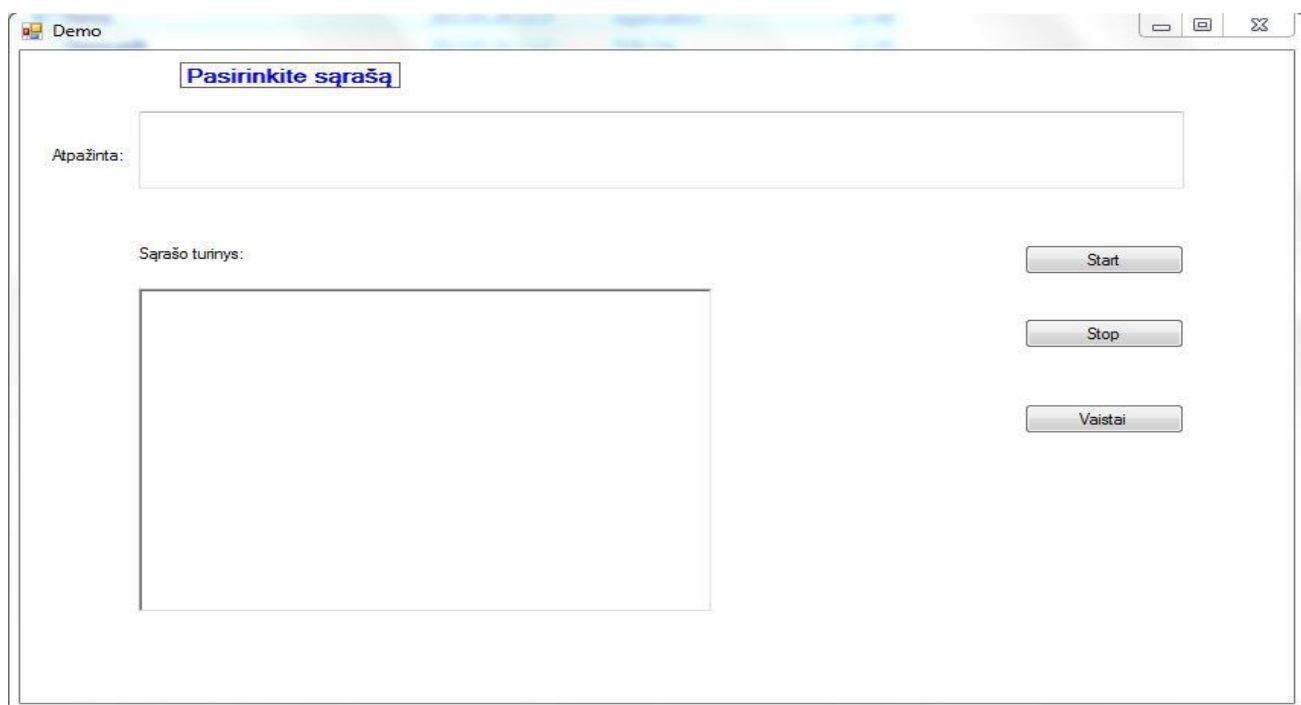 Demo
Pasirinkite sąrašą
Atpažinta:
Sąrašo turinys:
Start
Stop
Vaistai